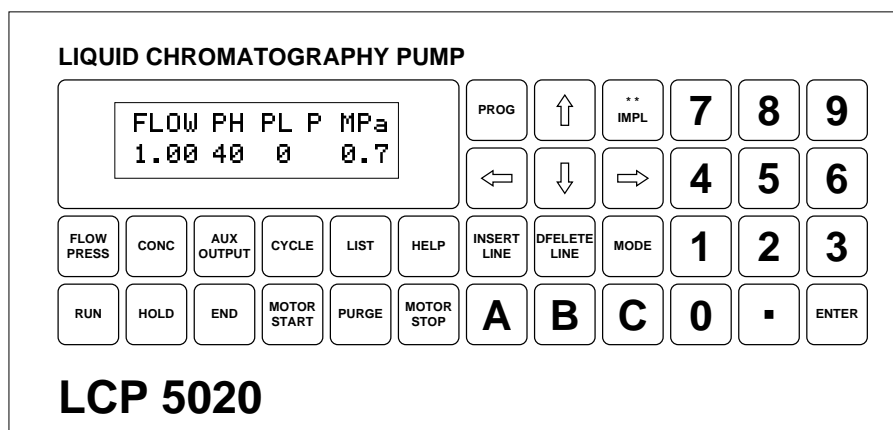 LIQUID CHROMATOGRAPHY PUMP
FLOW PH PL P MPa
1.00 40 0 0.7
PROG
* *
IMPL
7
8
9
4
5
6
FLOW
PRESS
CONC
AUX
OUTPUT
CYCLE
LIST
HELP
INSERT
LINE
DFELETE
LINE
MODE
1
2
3
RUN
HOLD
END
MOTOR
START
PURGE
MOTOR
STOP
A
B
C
0
.
ENTER
LCP 5020